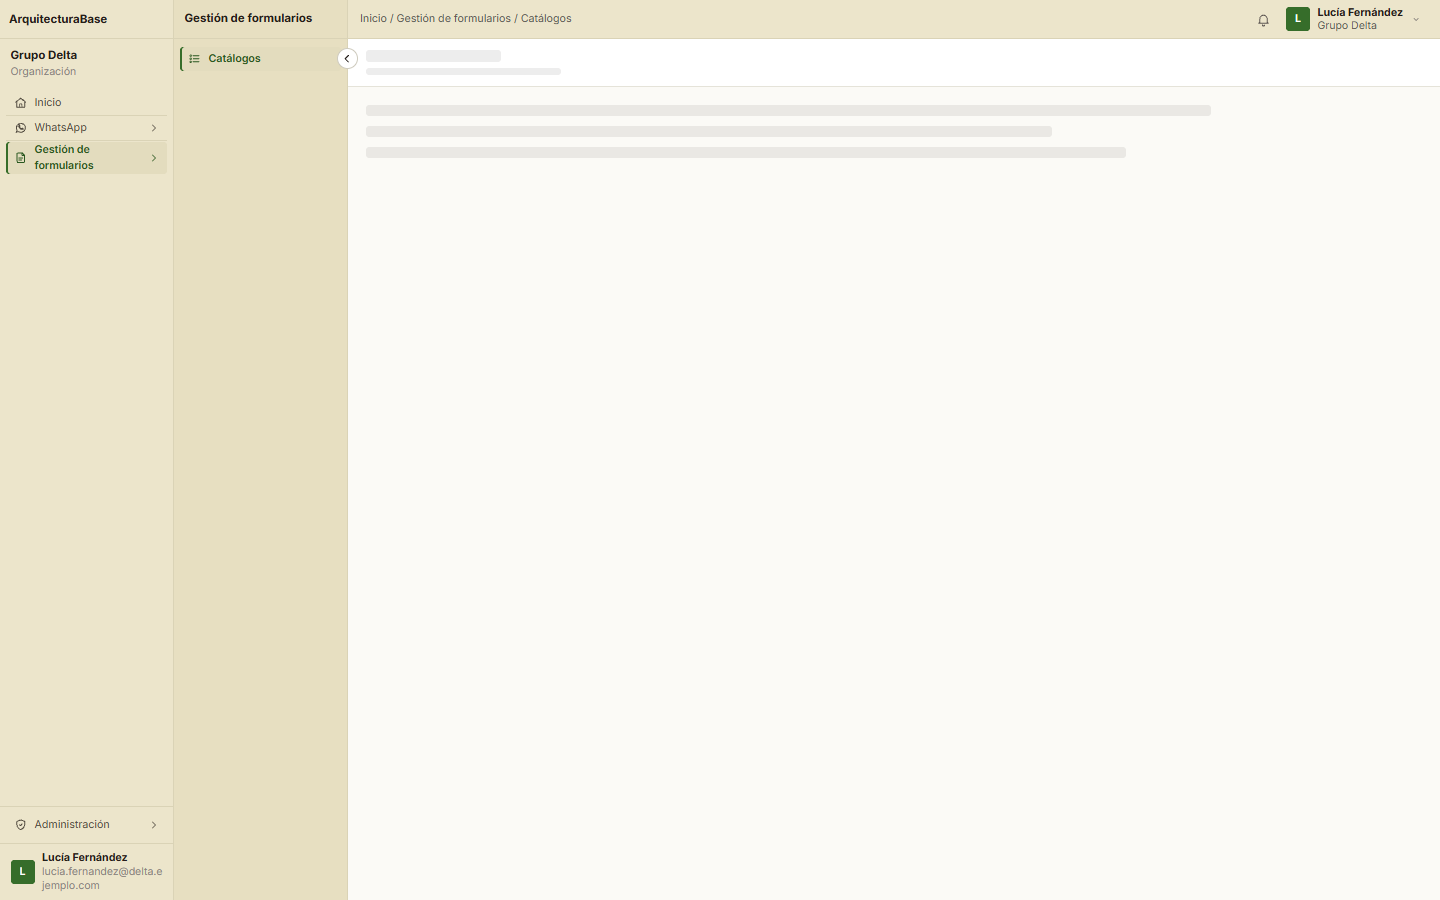 ArquitecturaBase
Gestión de formularios
Inicio / Gestión de formularios / Catálogos
L
Lucía Fernández
Grupo Delta
Grupo Delta
Organización
Inicio
WhatsApp
Gestión de
formularios
Catálogos
Administración
L
Lucía Fernández
lucia.fernandez@delta.e
jemplo.com